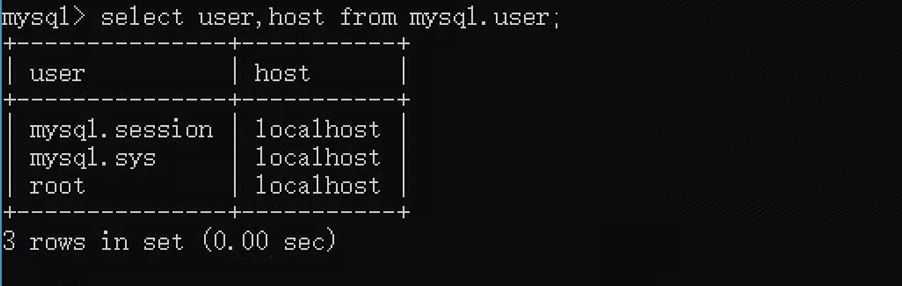 mysql> select user,host from mysql.user;
+---------------+-----------+
| user          | host      |
+---------------+-----------+
| mysql.session | localhost |
| mysql.sys     | localhost |
| root          | localhost |
+---------------+-----------+
3 rows in set (0.00 sec)